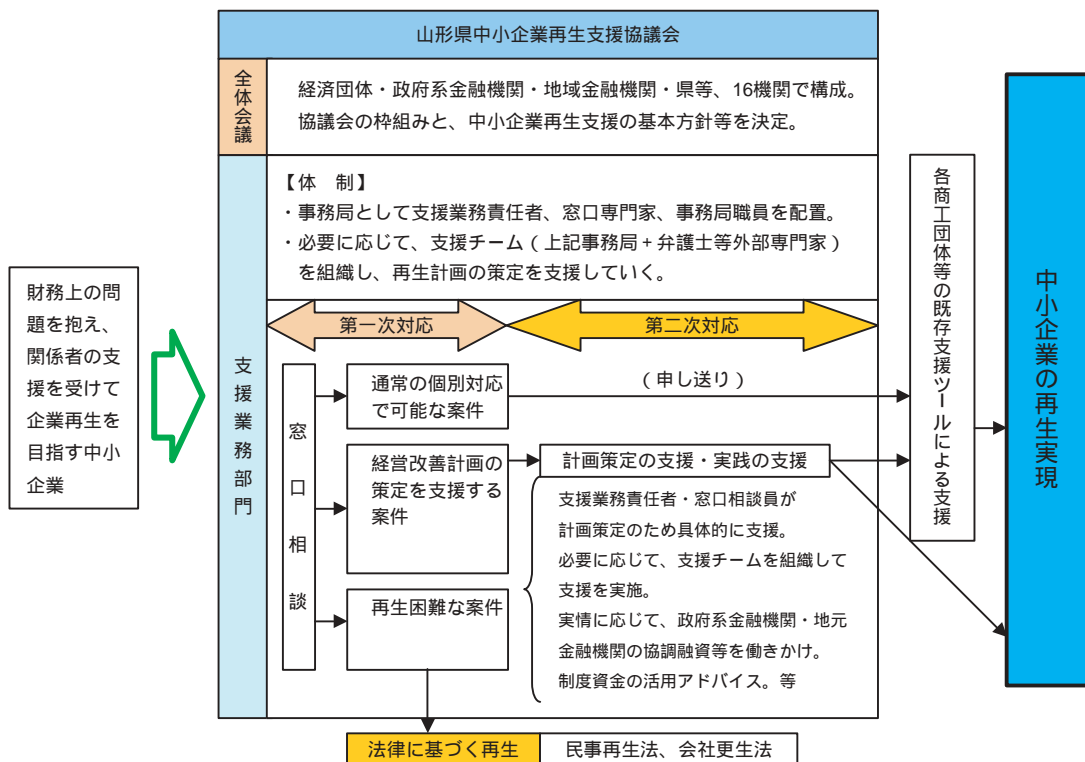 山形県中小企業再生支援協議会
全体会議
経済団体・政府系金融機関・地域金融機関・県等、16機関で構成。
協議会の枠組みと、中小企業再生支援の基本方針等を決定。
支援業務部門
【体　制】
・事務局として支援業務責任者、窓口専門家、事務局職員を配置。
・必要に応じて、支援チーム（上記事務局＋弁護士等外部専門家）
を組織し、再生計画の策定を支援していく。
財務上の問
題を抱え、
関係者の支
援を受けて
企業再生を
目指す中小
企業
第一次対応
第二次対応
窓口相談
通常の個別対応
で可能な案件
（申し送り）
経営改善計画の
策定を支援する
案件
計画策定の支援・実践の支援
支援業務責任者・窓口相談員が
計画策定のため具体的に支援。
必要に応じて、支援チームを組織して
支援を実施。
実情に応じて、政府系金融機関・地元
金融機関の協調融資等を働きかけ。
制度資金の活用アドバイス。等
再生困難な案件
各商工団体等の既存支援ツールによる支援
中小企業の再生実現
法律に基づく再生
民事再生法、会社更生法